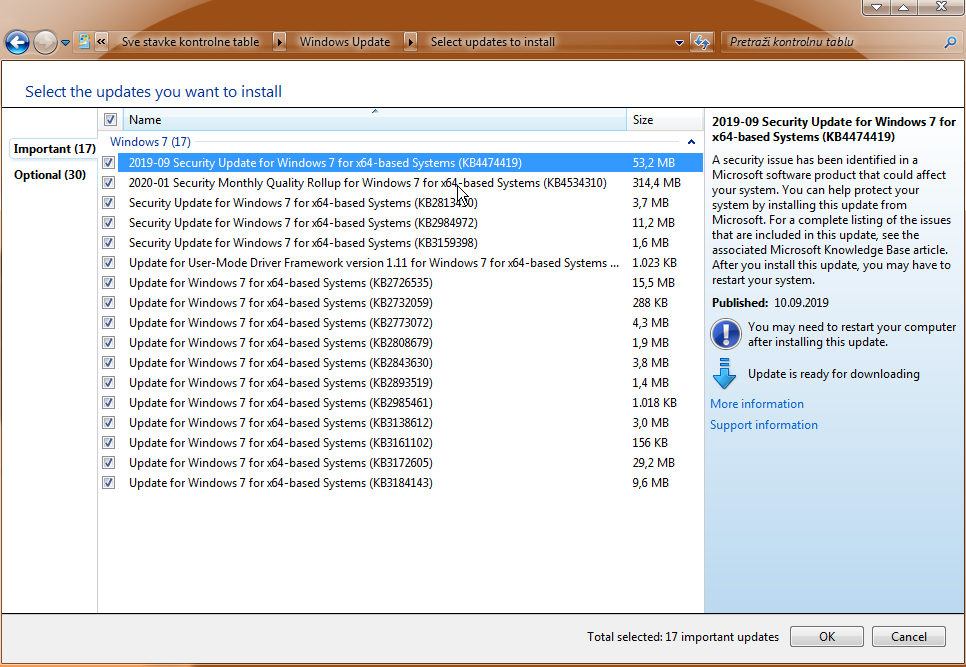 « Sve stavke kontrolne table Windows Update Select updates to install Pretraži kontrolnu tablu
Select the updates you want to install
Important (17)
Optional (30)
Name Size
Windows 7 (17)
2019-09 Security Update for Windows 7 for x64-based Systems (KB4474419) 53,2 MB
2020-01 Security Monthly Quality Rollup for Windows 7 for x64-based Systems (KB4534310) 314,4 MB
Security Update for Windows 7 for x64-based Systems (KB2813430) 3,7 MB
Security Update for Windows 7 for x64-based Systems (KB2984972) 11,2 MB
Security Update for Windows 7 for x64-based Systems (KB3159398) 1,6 MB
Update for User-Mode Driver Framework version 1.11 for Windows 7 for x64-based Systems ... 1.023 KB
Update for Windows 7 for x64-based Systems (KB2726535) 15,5 MB
Update for Windows 7 for x64-based Systems (KB2732059) 288 KB
Update for Windows 7 for x64-based Systems (KB2773072) 4,3 MB
Update for Windows 7 for x64-based Systems (KB2808679) 1,9 MB
Update for Windows 7 for x64-based Systems (KB2843630) 3,8 MB
Update for Windows 7 for x64-based Systems (KB2893519) 1,4 MB
Update for Windows 7 for x64-based Systems (KB2985461) 1.018 KB
Update for Windows 7 for x64-based Systems (KB3138612) 3,0 MB
Update for Windows 7 for x64-based Systems (KB3161102) 156 KB
Update for Windows 7 for x64-based Systems (KB3172605) 29,2 MB
Update for Windows 7 for x64-based Systems (KB3184143) 9,6 MB
2019-09 Security Update for Windows 7 for
x64-based Systems (KB4474419)
A security issue has been identified in a
Microsoft software product that could affect
your system. You can help protect your
system by installing this update from
Microsoft. For a complete listing of the issues
that are included in this update, see the
associated Microsoft Knowledge Base article.
After you install this update, you may have to
restart your system.
Published: 10.09.2019
You may need to restart your computer
after installing this update.
Update is ready for downloading
More information
Support information
Total selected: 17 important updates OK Cancel